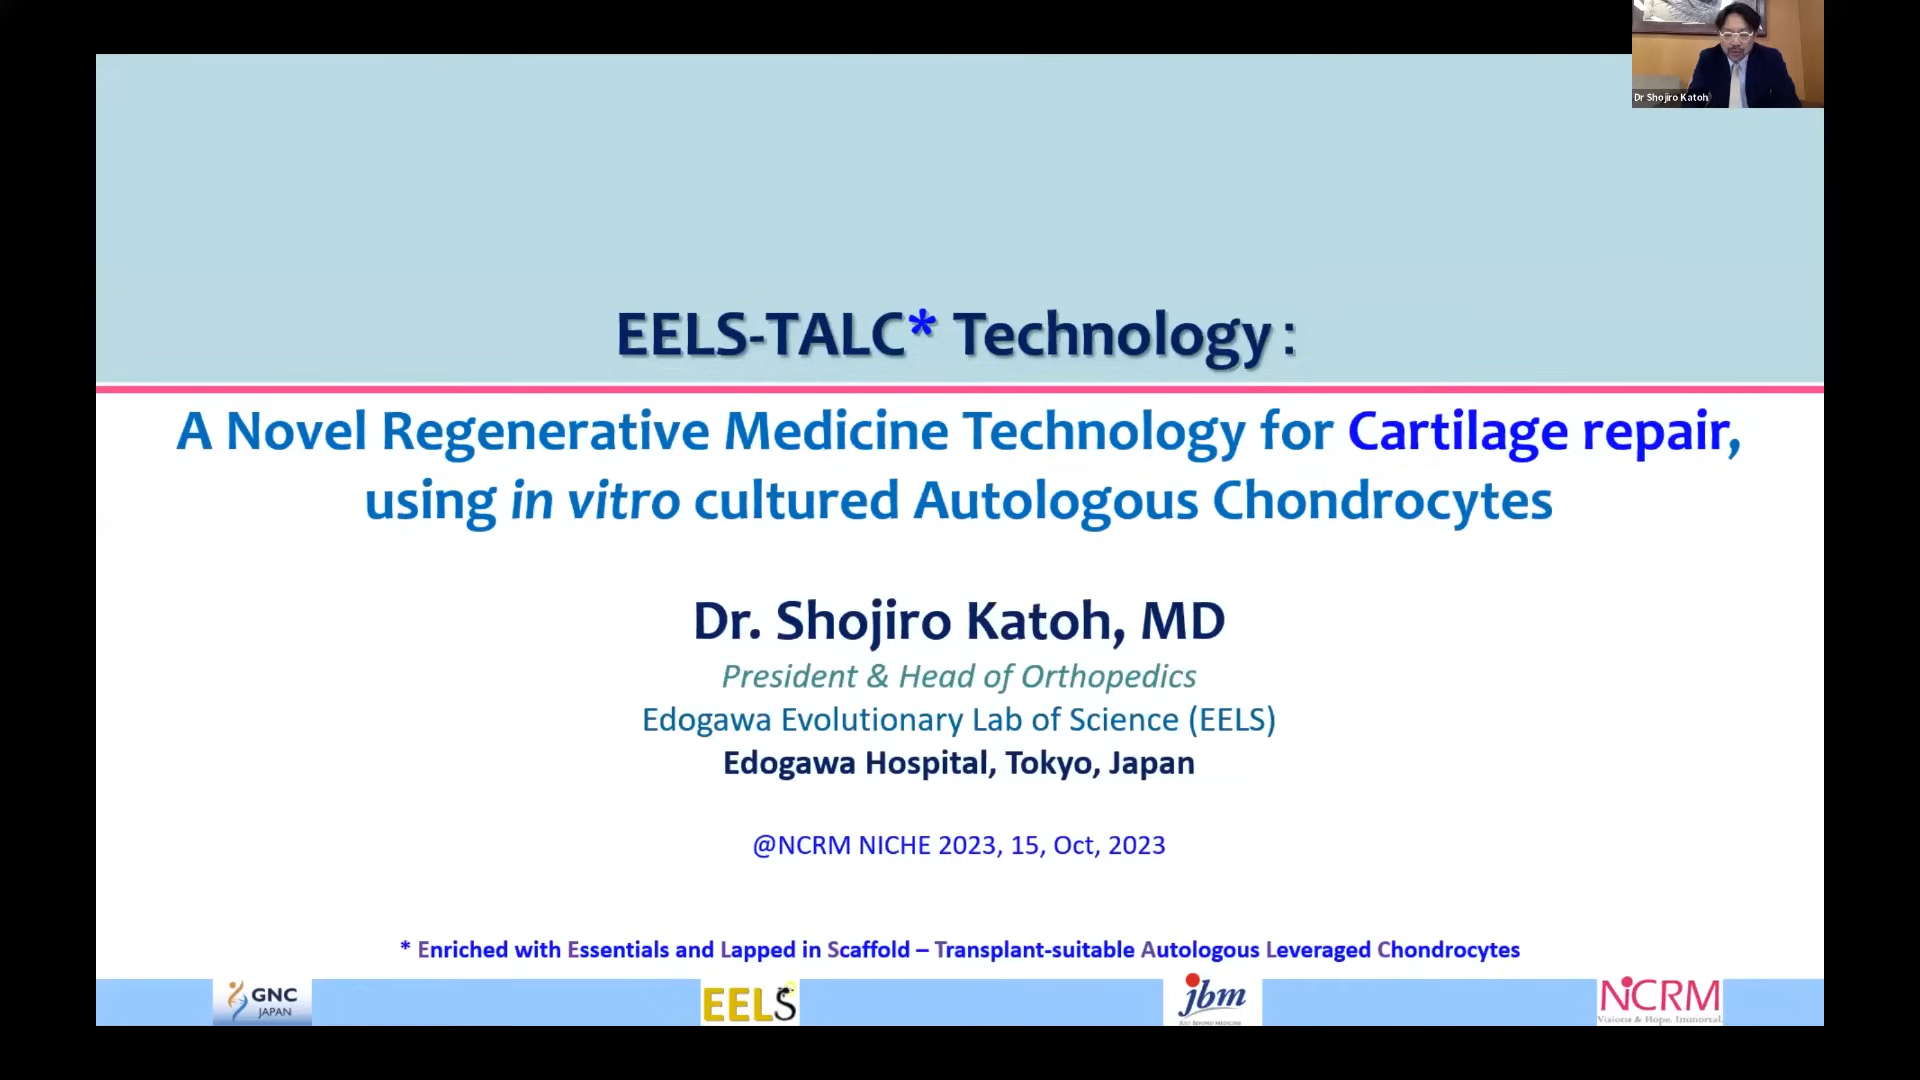 Dr Shojiro Katoh
EELS-TALC* Technology:
A Novel Regenerative Medicine Technology for Cartilage repair,
using in vitro cultured Autologous Chondrocytes
Dr. Shojiro Katoh, MD
President & Head of Orthopedics
Edogawa Evolutionary Lab of Science (EELS)
Edogawa Hospital, Tokyo, Japan
@NCRM NICHE 2023, 15, Oct, 2023
* Enriched with Essentials and Lapped in Scaffold – Transplant-suitable Autologous Leveraged Chondrocytes
GNC
JAPAN
EELS
jbm
JUST BEYOND MEDICINE
NCRM
Visions & Hope. Immortal.